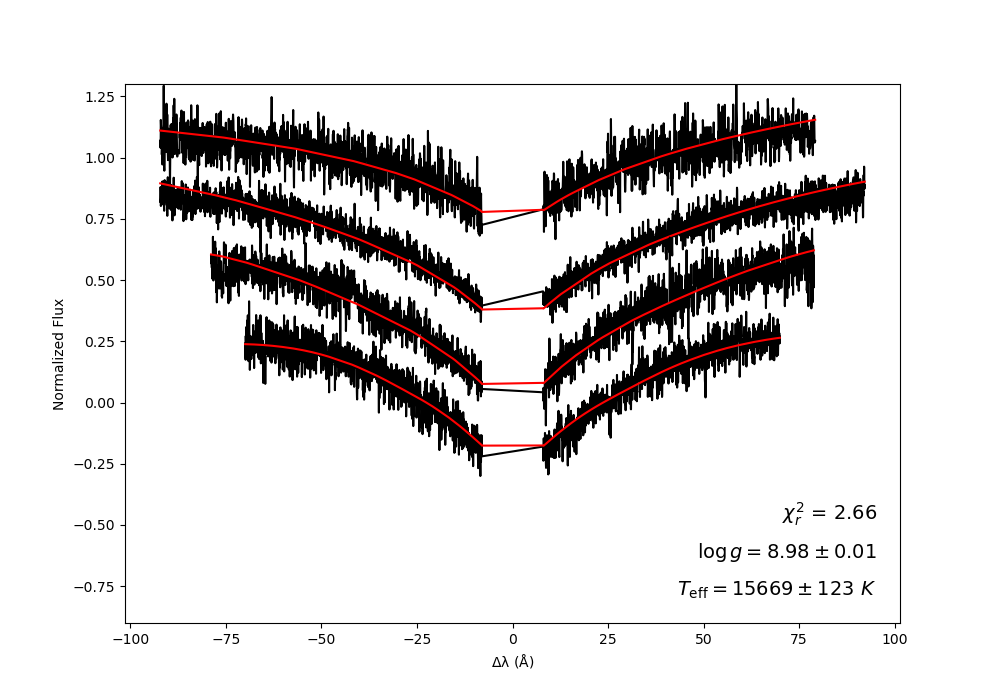 1.25
1.00
0.75
0.50
0.25
0.00
−0.25
−0.50
−0.75
Normalized Flux
χ²ᵣ = 2.66
log g = 8.98 ± 0.01
T_eff = 15669 ± 123 K
−100 −75 −50 −25 0 25 50 75 100
Δλ (Å)